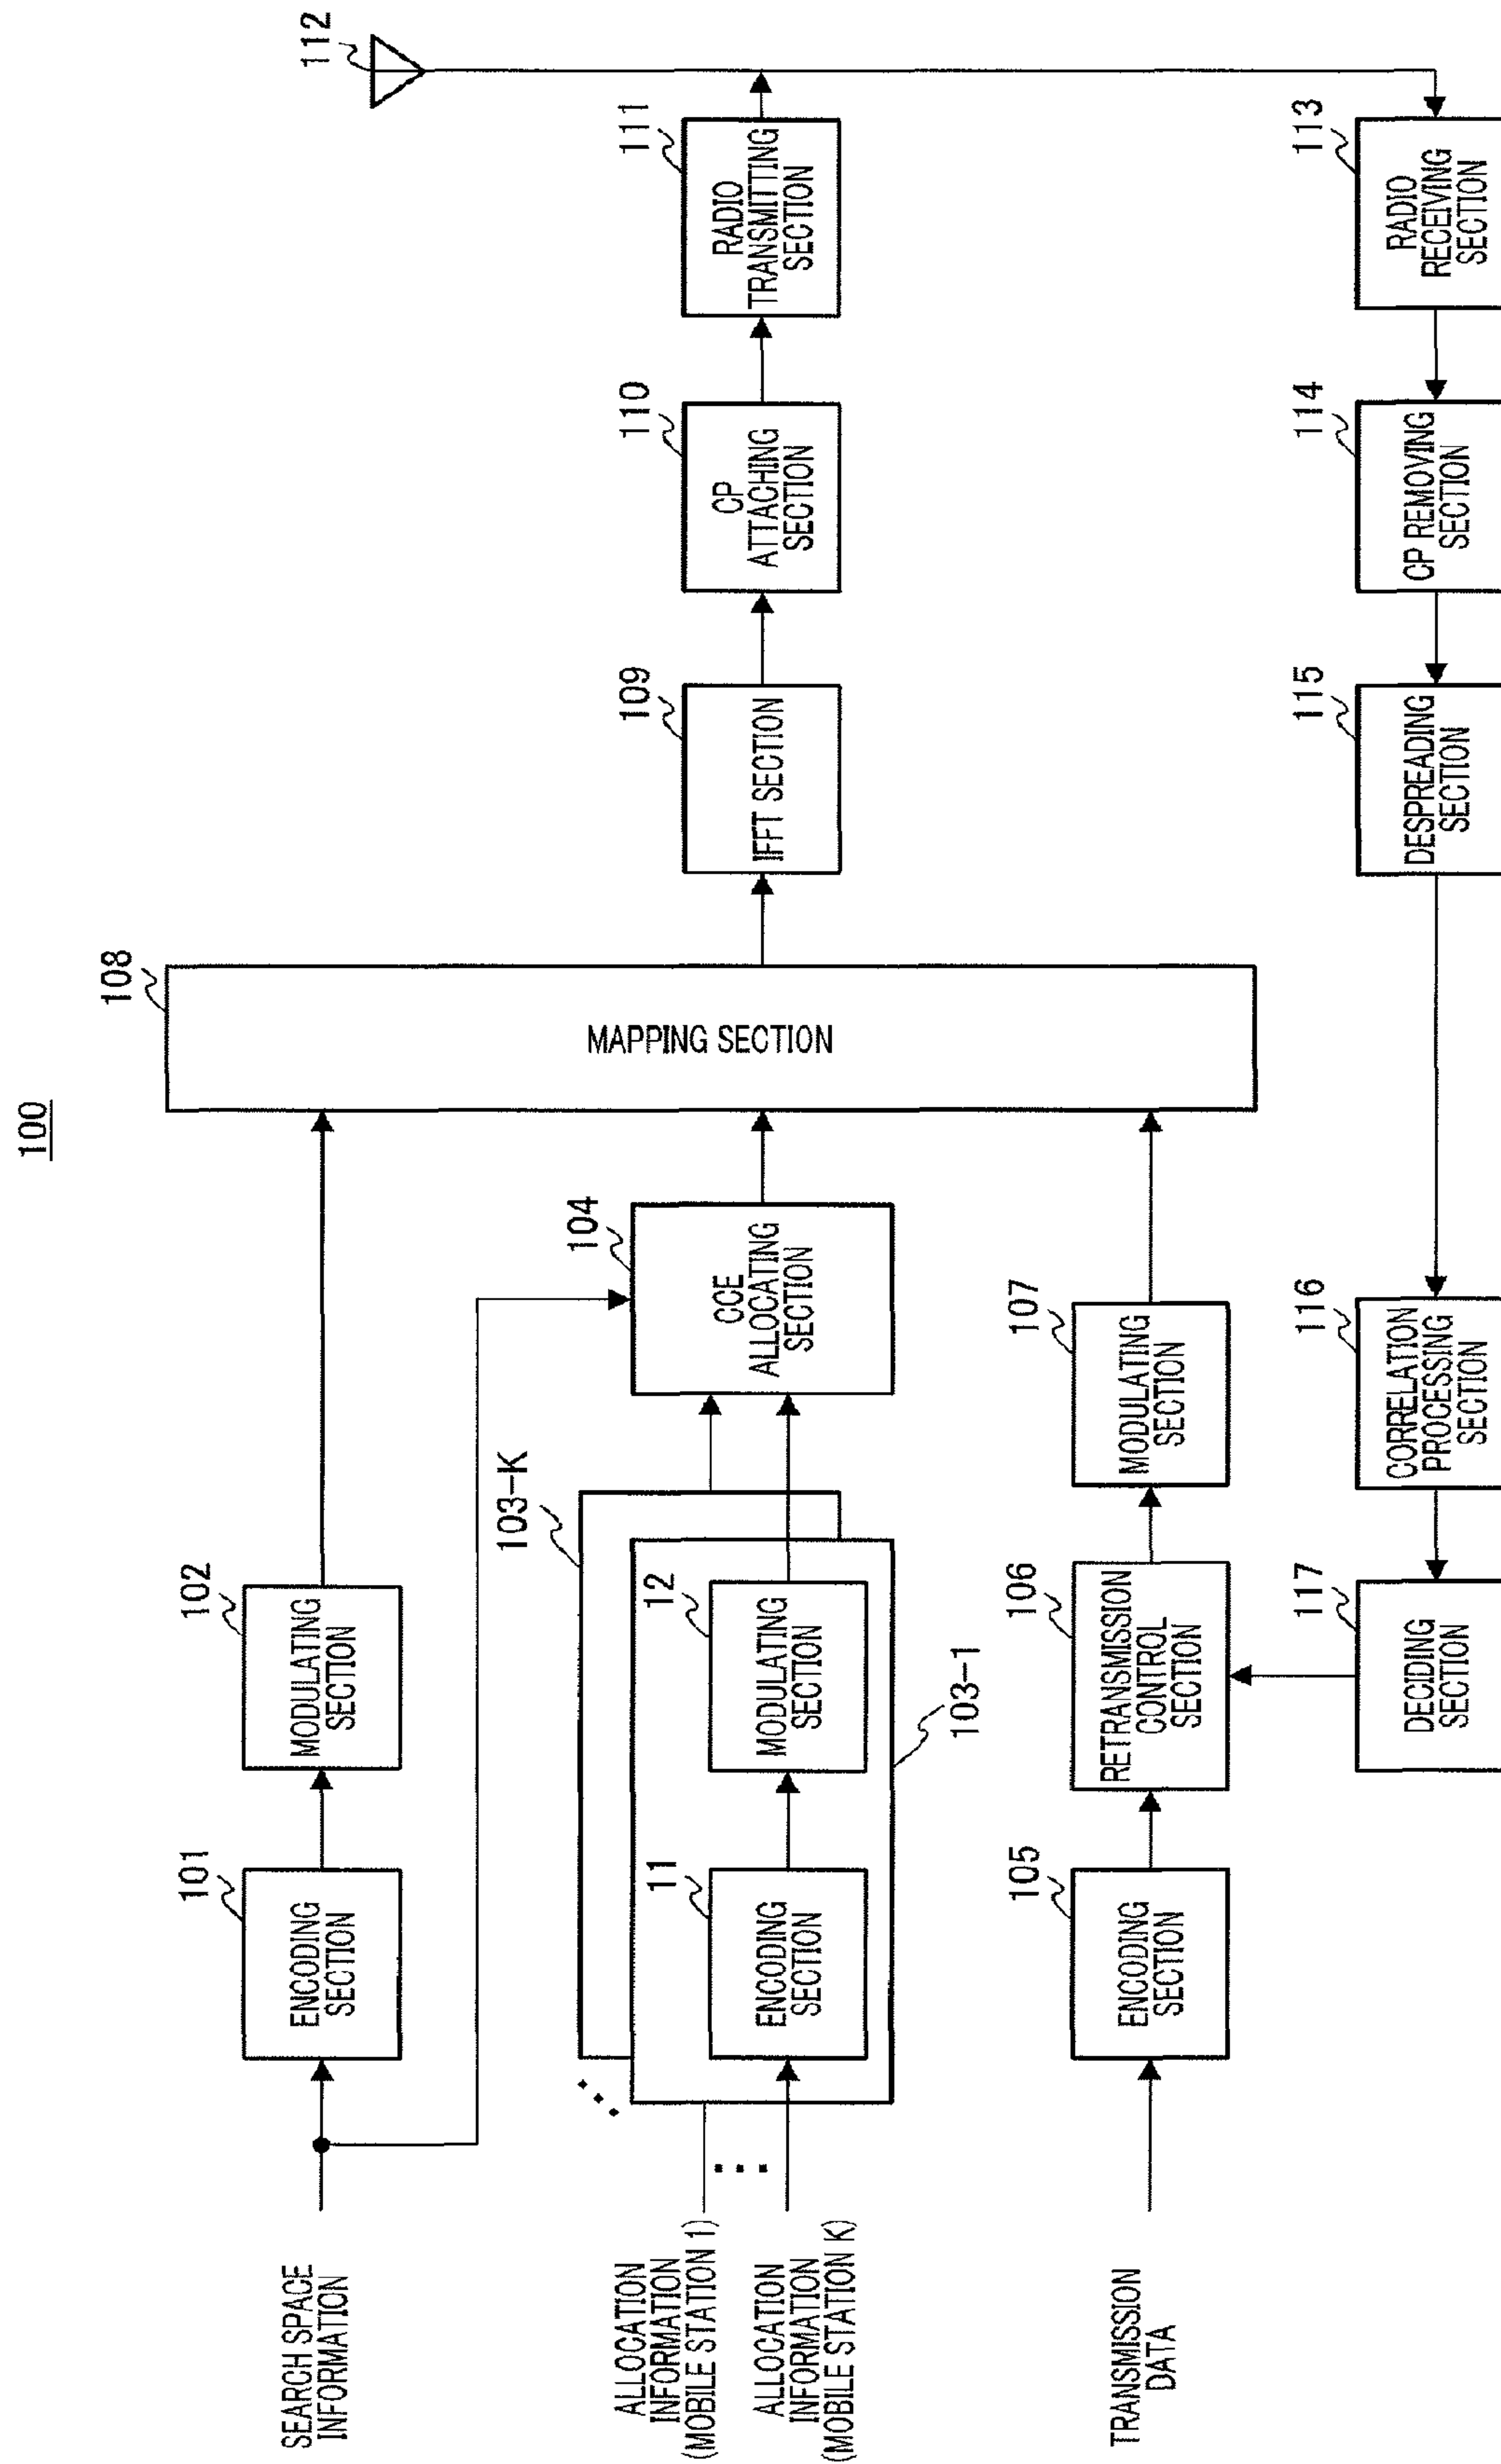 100
SEARCH SPACE
INFORMATION
101
ENCODING
SECTION
102
MODULATING
SECTION
108
MAPPING SECTION
ALLOCATION
INFORMATION
(MOBILE STATION 1)
ALLOCATION
INFORMATION
(MOBILE STATION K)
103-K
103-1
11
ENCODING
SECTION
12
MODULATING
SECTION
104
CCE
ALLOCATING
SECTION
109
IFFT SECTION
110
CP
ATTACHING
SECTION
111
RADIO
TRANSMITTING
SECTION
112
TRANSMISSION
DATA
105
ENCODING
SECTION
106
RETRANSMISSION
CONTROL
SECTION
107
MODULATING
SECTION
117
DECIDING
SECTION
116
CORRELATION
PROCESSING
SECTION
115
DESPREADING
SECTION
114
CP REMOVING
SECTION
113
RADIO
RECEIVING
SECTION